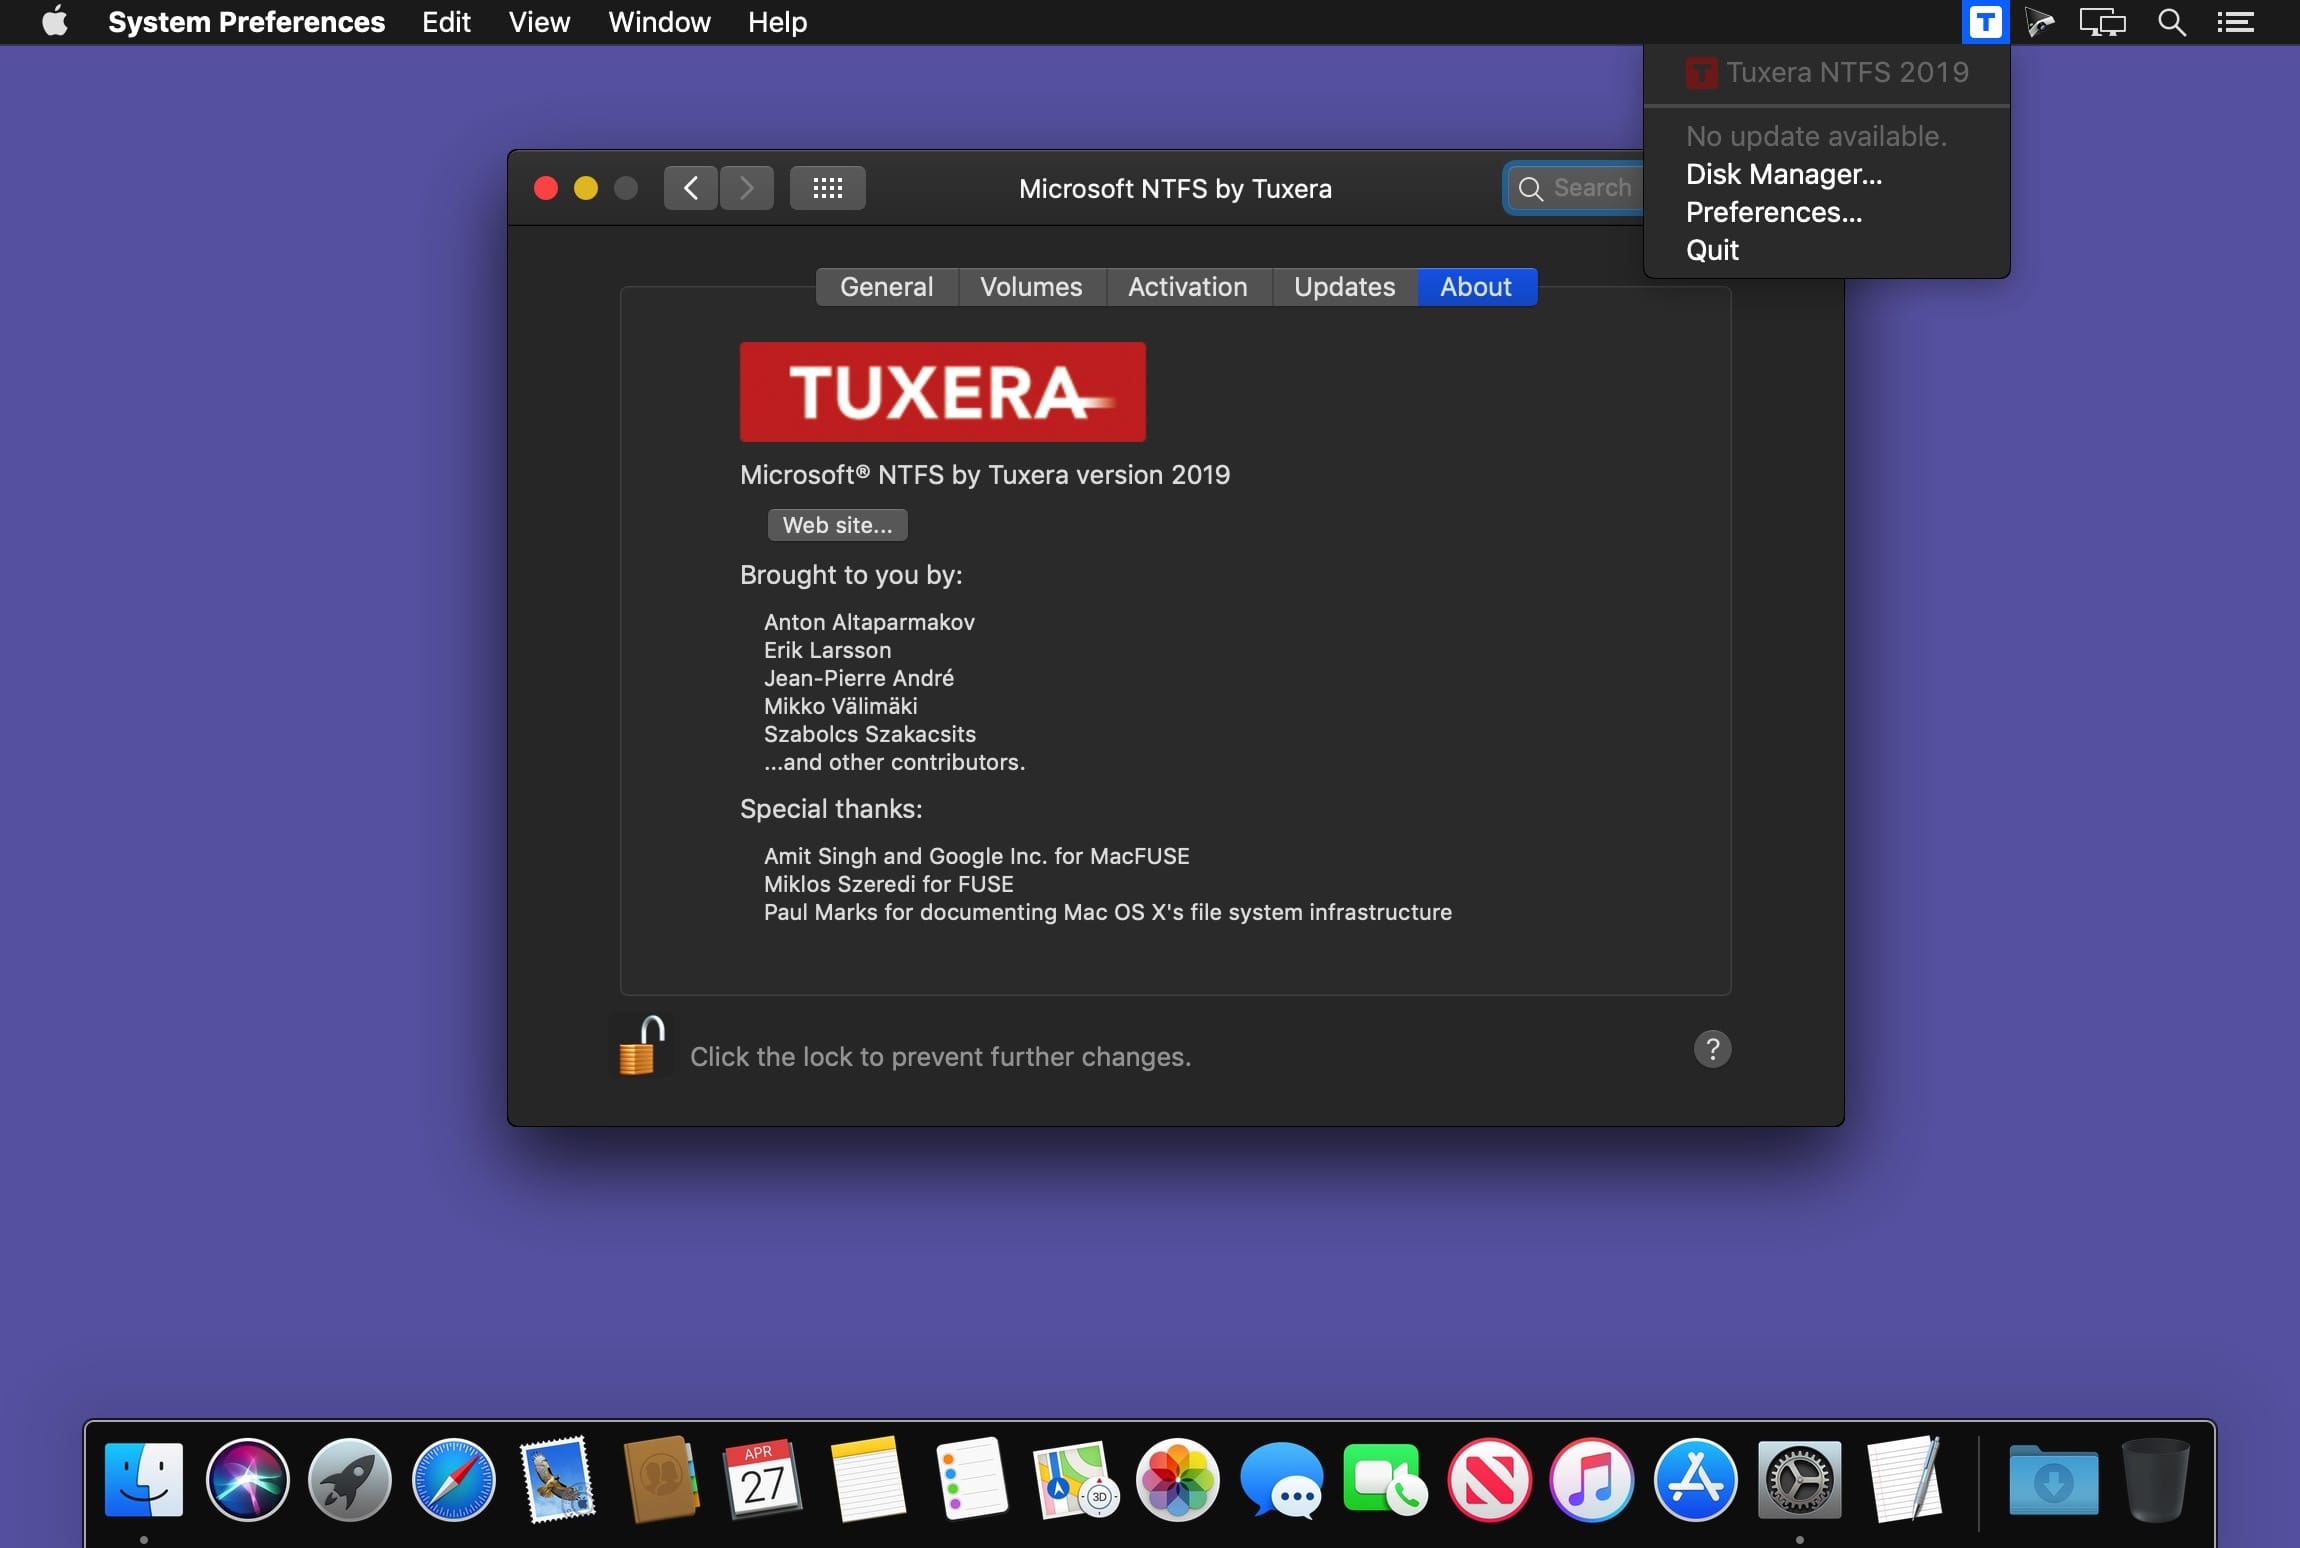 System Preferences Edit View Window Help
T
T Tuxera NTFS 2019
No update available.
Disk Manager...
Preferences...
Quit
Microsoft NTFS by Tuxera
Search
General Volumes Activation Updates About
TUXERA
Microsoft® NTFS by Tuxera version 2019
Web site...
Brought to you by:
Anton Altaparmakov
Erik Larsson
Jean-Pierre André
Mikko Välimäki
Szabolcs Szakacsits
...and other contributors.
Special thanks:
Amit Singh and Google Inc. for MacFUSE
Miklos Szeredi for FUSE
Paul Marks for documenting Mac OS X's file system infrastructure
Click the lock to prevent further changes.
?
APR
27
3D